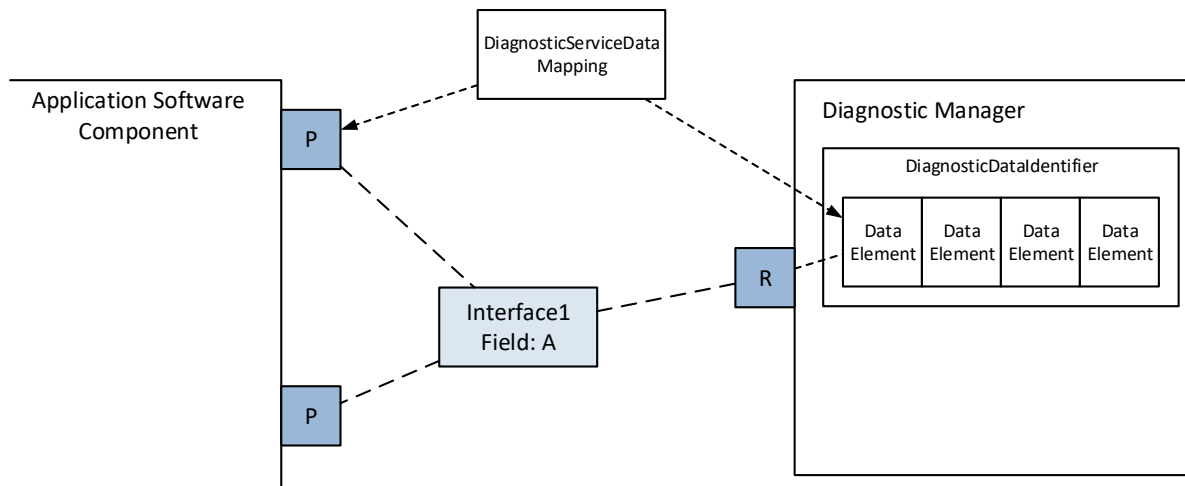 DiagnosticServiceData
Mapping
Application Software
Component
P
Diagnostic Manager
DiagnosticDataIdentifier
Data
Element
Data
Element
Data
Element
Data
Element
R
Interface1
Field: A
P